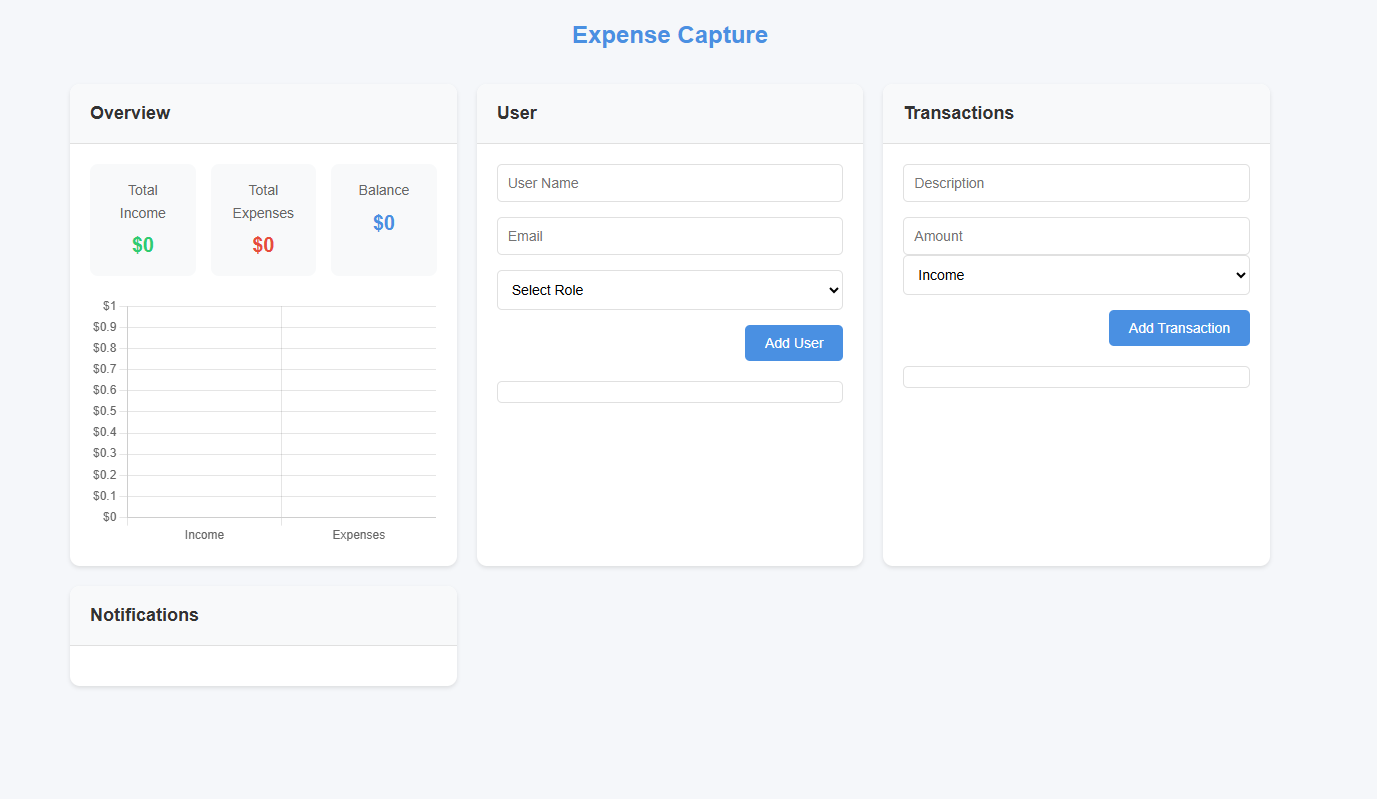 Expense Capture
Overview
Total
Income
$0
Total
Expenses
$0
Balance
$0
$1
$0.9
$0.8
$0.7
$0.6
$0.5
$0.4
$0.3
$0.2
$0.1
$0
Income
Expenses
User
User Name
Email
Select Role
Add User
Transactions
Description
Amount
Income
Add Transaction
Notifications